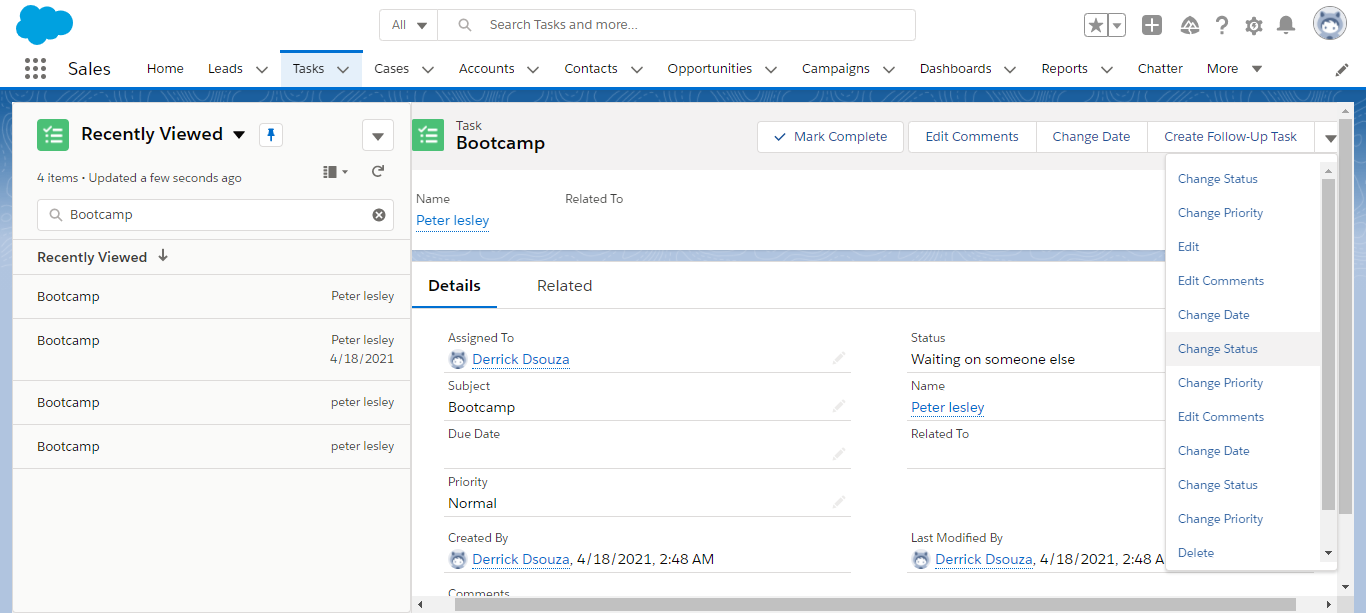 All
Search Tasks and more...
Sales
Home
Leads
Tasks
Cases
Accounts
Contacts
Opportunities
Campaigns
Dashboards
Reports
Chatter
More
Recently Viewed
4 items • Updated a few seconds ago
Bootcamp
Recently Viewed
Bootcamp Peter lesley
Bootcamp Peter lesley
4/18/2021
Bootcamp peter lesley
Bootcamp peter lesley
Task
Bootcamp
Mark Complete
Edit Comments
Change Date
Create Follow-Up Task
Name
Related To
Peter lesley
Details
Related
Assigned To
Derrick Dsouza
Status
Waiting on someone else
Subject
Bootcamp
Name
Peter lesley
Due Date
Related To
Priority
Normal
Created By
Derrick Dsouza, 4/18/2021, 2:48 AM
Last Modified By
Derrick Dsouza, 4/18/2021, 2:48 A
Comments
Change Status
Change Priority
Edit
Edit Comments
Change Date
Change Status
Change Priority
Edit Comments
Change Date
Change Status
Change Priority
Delete